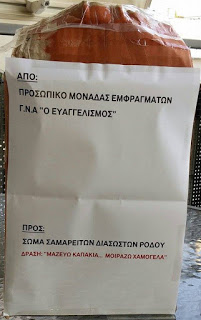 ΑΠΟ:
ΠΡΟΣΩΠΙΚΟ ΜΟΝΑΔΑΣ ΕΜΦΡΑΓΜΑΤΩΝ
Γ.Ν.Α "Ο ΕΥΑΓΓΕΛΙΣΜΟΣ"
ΠΡΟΣ:
ΣΩΜΑ ΣΑΜΑΡΕΙΤΩΝ ΔΙΑΣΩΣΤΩΝ ΡΟΔΟΥ
ΔΡΑΣΗ: "ΜΑΖΕΥΩ ΚΑΠΑΚΙΑ... ΜΟΙΡΑΖΩ ΧΑΜΟΓΕΛΑ"